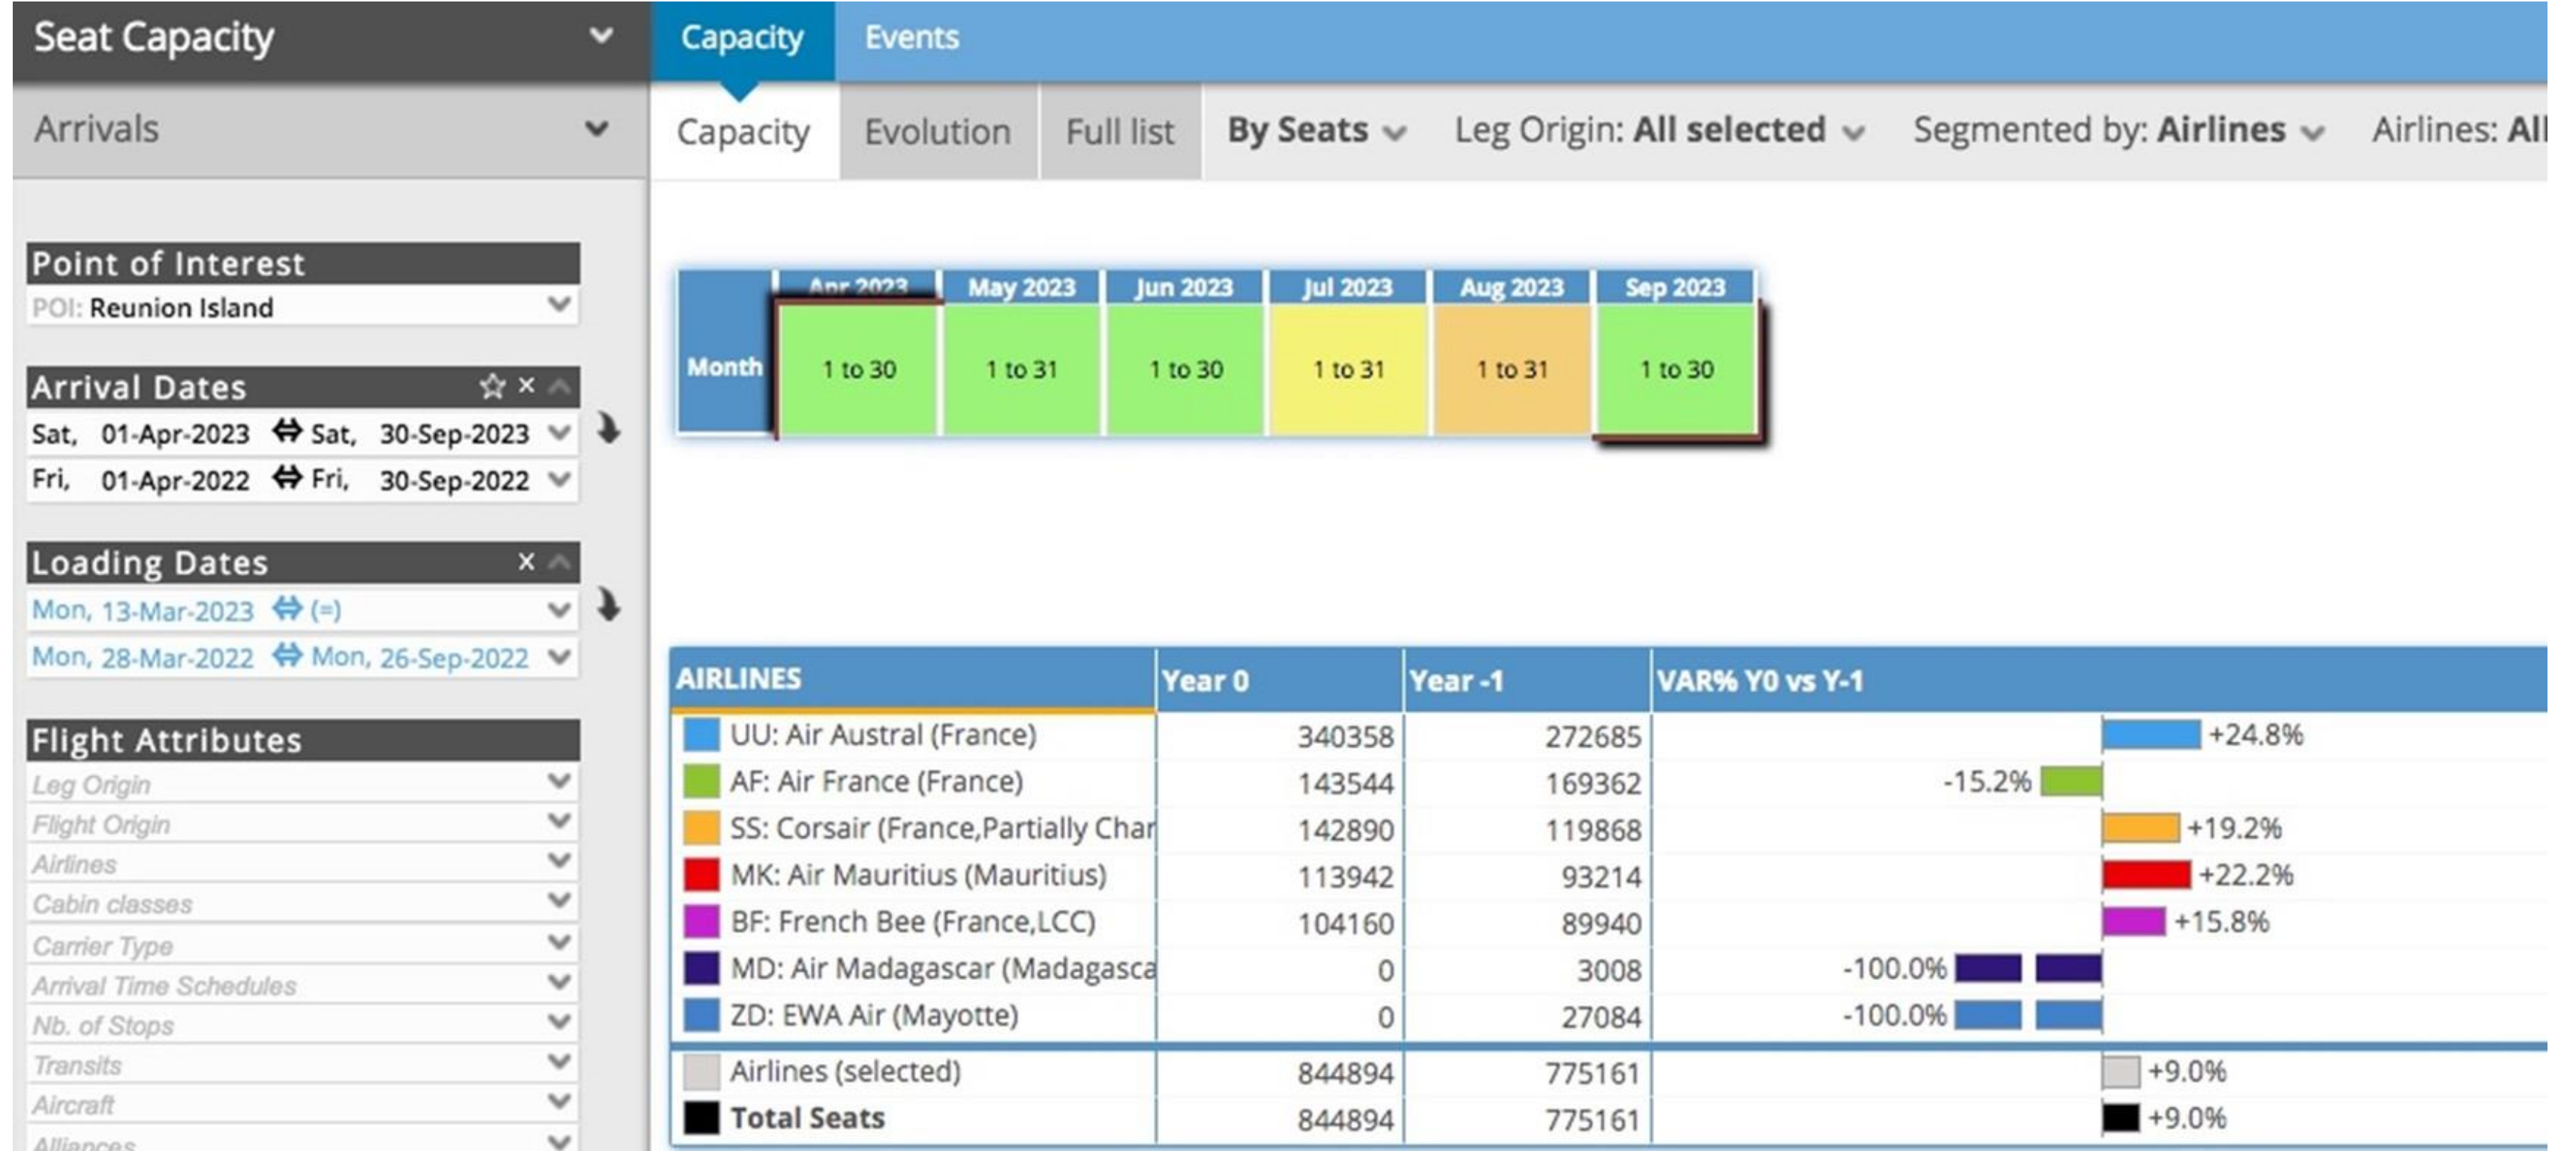 Seat Capacity
Arrivals
Point of Interest
POI: Reunion Island
Arrival Dates
Sat, 01-Apr-2023 ⇔ Sat, 30-Sep-2023
Fri, 01-Apr-2022 ⇔ Fri, 30-Sep-2022
Loading Dates
Mon, 13-Mar-2023 ⇔ (=)
Mon, 28-Mar-2022 ⇔ Mon, 26-Sep-2022
Flight Attributes
Leg Origin
Flight Origin
Airlines
Cabin classes
Carrier Type
Arrival Time Schedules
Nb. of Stops
Transits
Aircraft
Alliances
Capacity Events
Capacity Evolution Full list By Seats Leg Origin: All selected Segmented by: Airlines Airlines: All
Apr 2023 May 2023 Jun 2023 Jul 2023 Aug 2023 Sep 2023
Month 1 to 30 1 to 31 1 to 30 1 to 31 1 to 31 1 to 30
AIRLINES Year 0 Year -1 VAR% Y0 vs Y-1
UU: Air Austral (France) 340358 272685 +24.8%
AF: Air France (France) 143544 169362 -15.2%
SS: Corsair (France,Partially Char 142890 119868 +19.2%
MK: Air Mauritius (Mauritius) 113942 93214 +22.2%
BF: French Bee (France,LCC) 104160 89940 +15.8%
MD: Air Madagascar (Madagasca 0 3008 -100.0%
ZD: EWA Air (Mayotte) 0 27084 -100.0%
Airlines (selected) 844894 775161 +9.0%
Total Seats 844894 775161 +9.0%